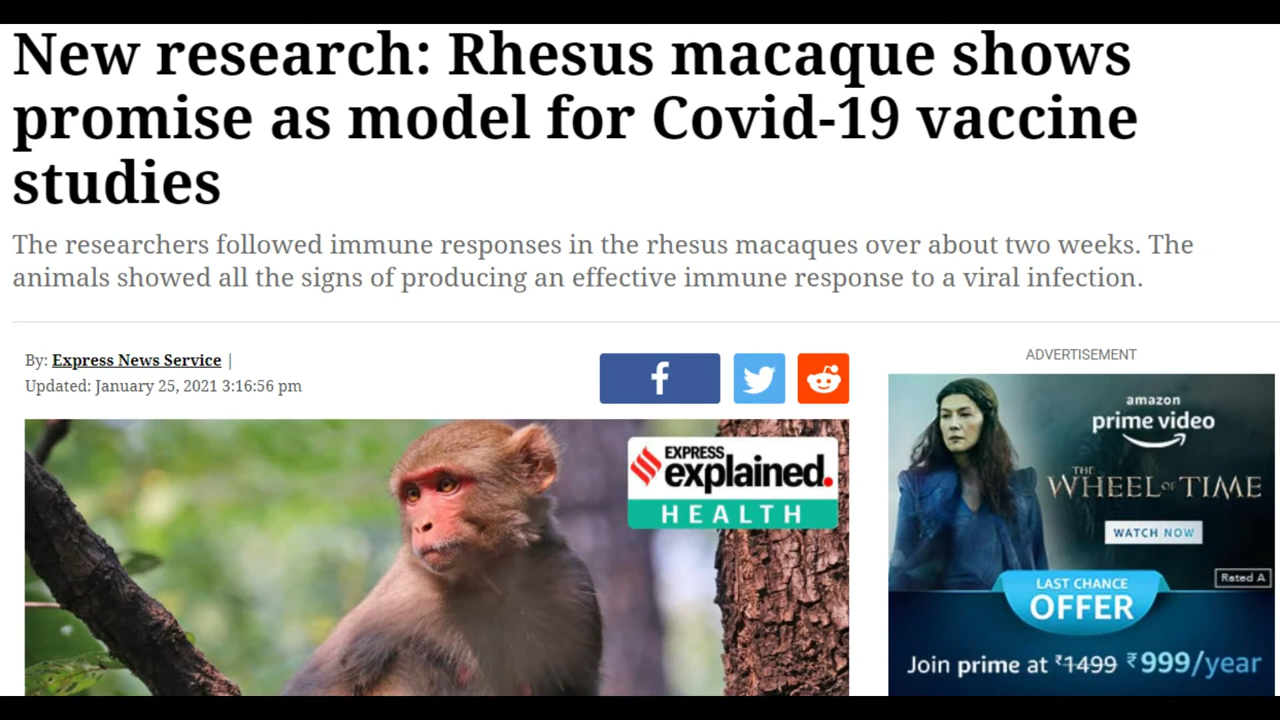 New research: Rhesus macaque shows
promise as model for Covid-19 vaccine
studies
The researchers followed immune responses in the rhesus macaques over about two weeks. The
animals showed all the signs of producing an effective immune response to a viral infection.
By: Express News Service |
Updated: January 25, 2021 3:16:56 pm
f
EXPRESS
explained.
HEALTH
ADVERTISEMENT
amazon
prime video
THE
WHEEL OF TIME
WATCH NOW
Rated A
LAST CHANCE
OFFER
Join prime at ₹1499 ₹999/year